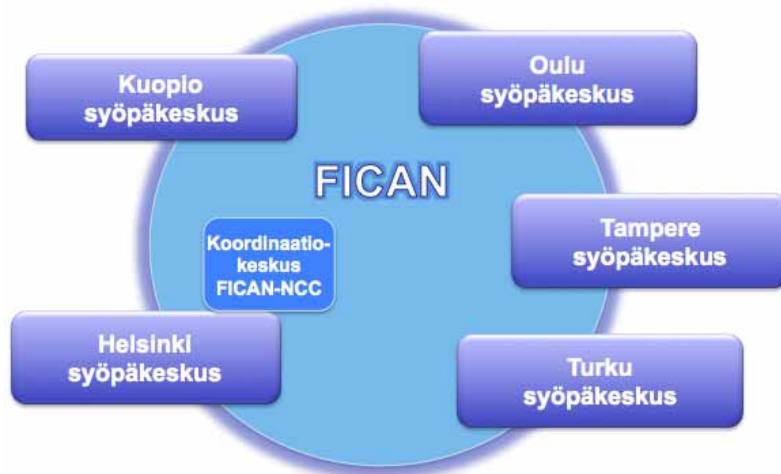 Kuopio
syöpäkeskus
Oulu
syöpäkeskus
FICAN
Tampere
syöpäkeskus
Koordinaatio-
keskus
FICAN-NCC
Helsinki
syöpäkeskus
Turku
syöpäkeskus